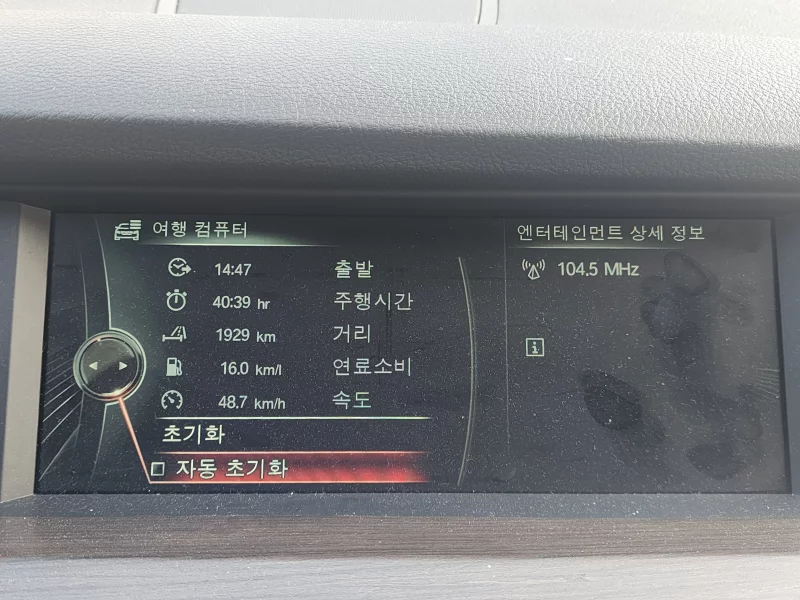 여행 컴퓨터
14:47 출발
40:39 hr 주행시간
1929 km 거리
16.0 km/l 연료소비
48.7 km/h 속도
초기화
자동 초기화
엔터테인먼트 상세 정보
104.5 MHz
i